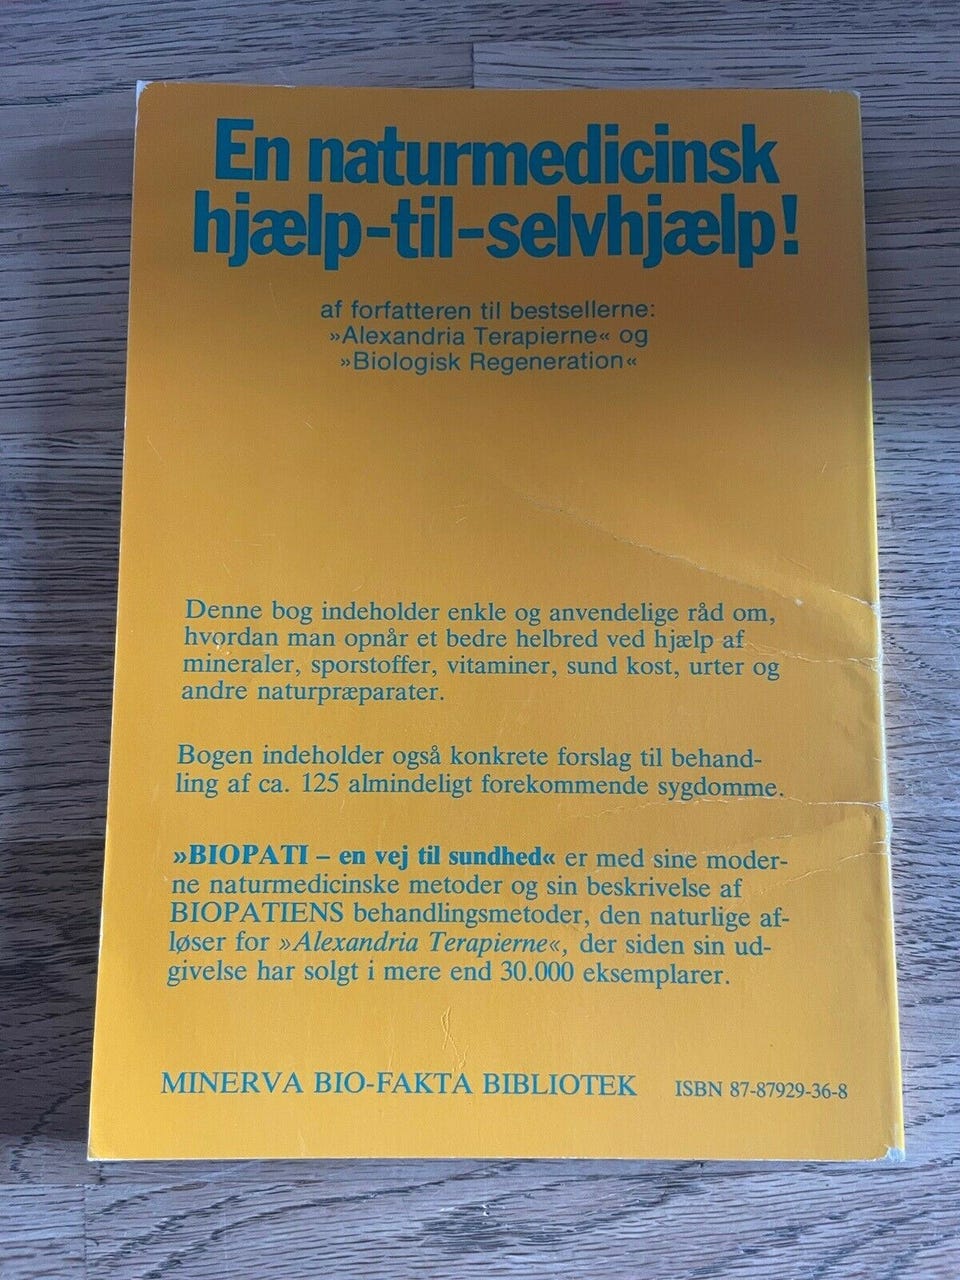 En naturmedicinsk
hjælp-til-selvhjælp!
af forfatteren til bestsellerne:
»Alexandria Terapierne« og
»Biologisk Regeneration«
Denne bog indeholder enkle og anvendelige råd om,
hvordan man opnår et bedre helbred ved hjælp af
mineraler, sporstoffer, vitaminer, sund kost, urter og
andre naturpræparater.
Bogen indeholder også konkrete forslag til behand-
ling af ca. 125 almindeligt forekommende sygdomme.
»BIOPATI – en vej til sundhed« er med sine moder-
ne naturmedicinske metoder og sin beskrivelse af
BIOPATIENS behandlingsmetoder, den naturlige af-
løser for »Alexandria Terapierne«, der siden sin ud-
givelse har solgt i mere end 30.000 eksemplarer.
MINERVA BIO-FAKTA BIBLIOTEK ISBN 87-87929-36-8